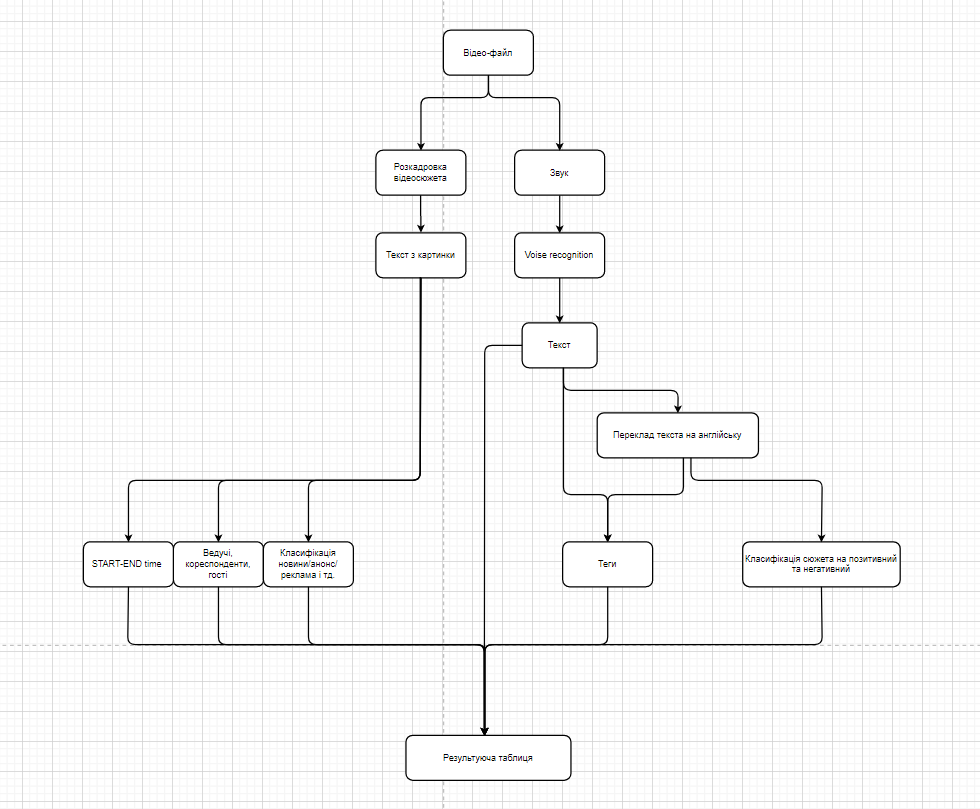 Відео-файл
Розкадровка
відеосюжета
Звук
Текст з картинки
Voise recognition
Текст
Переклад текста на англійську
START-END time
Ведучі,
кореспонденти,
гості
Класифікація
новини/анонс/
реклама і тд.
Теги
Класифікація сюжета на позитивний
та негативний
Результуюча таблиця